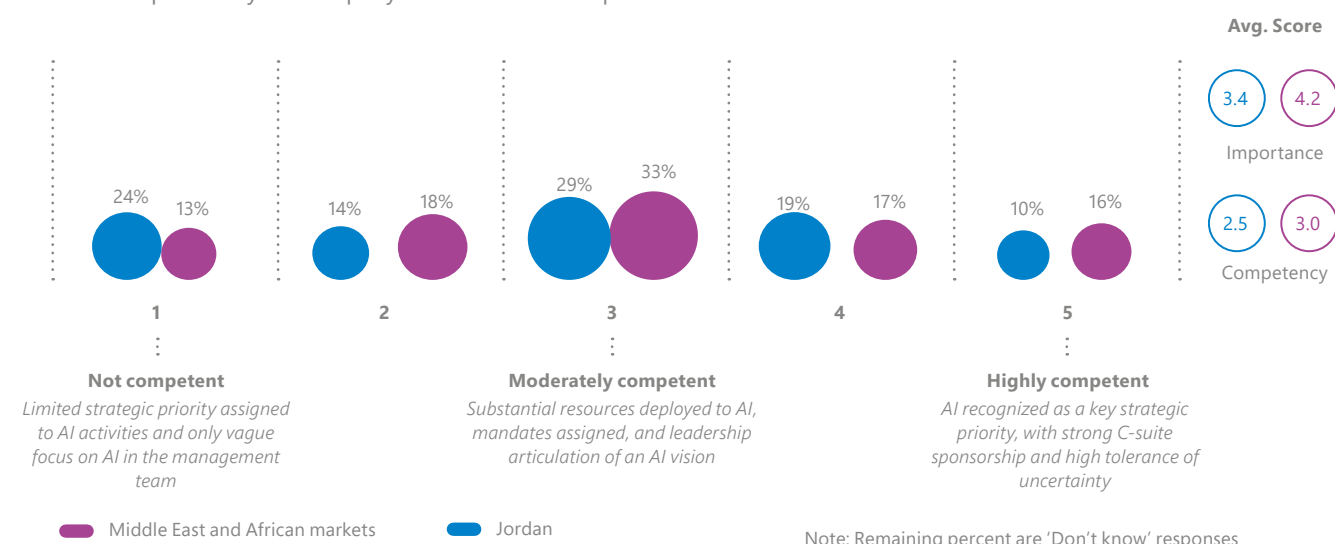 Avg. Score
3.4 4.2
Importance
2.5 3.0
Competency
24% 13% 14% 18% 29% 33% 19% 17% 10% 16%
1 2 3 4 5
Not competent
Limited strategic priority assigned
to AI activities and only vague
focus on AI in the management
team
Moderately competent
Substantial resources deployed to AI,
mandates assigned, and leadership
articulation of an AI vision
Highly competent
AI recognized as a key strategic
priority, with strong C-suite
sponsorship and high tolerance of
uncertainty
Middle East and African markets
Jordan
Note: Remaining percent are ‘Don’t know’ responses